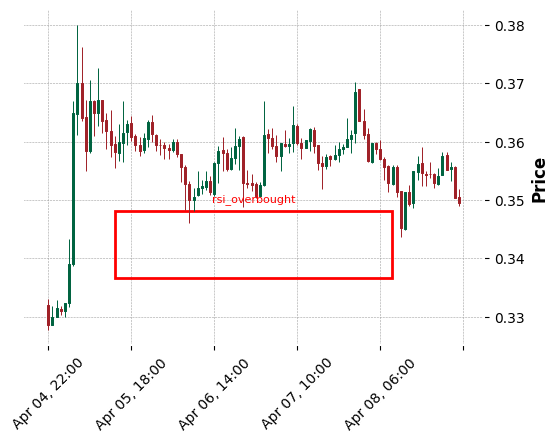 0.38
0.37
0.36
0.35
0.34
0.33
Price
rsi_overbought
Apr 04, 22:00
Apr 05, 18:00
Apr 06, 14:00
Apr 07, 10:00
Apr 08, 06:00